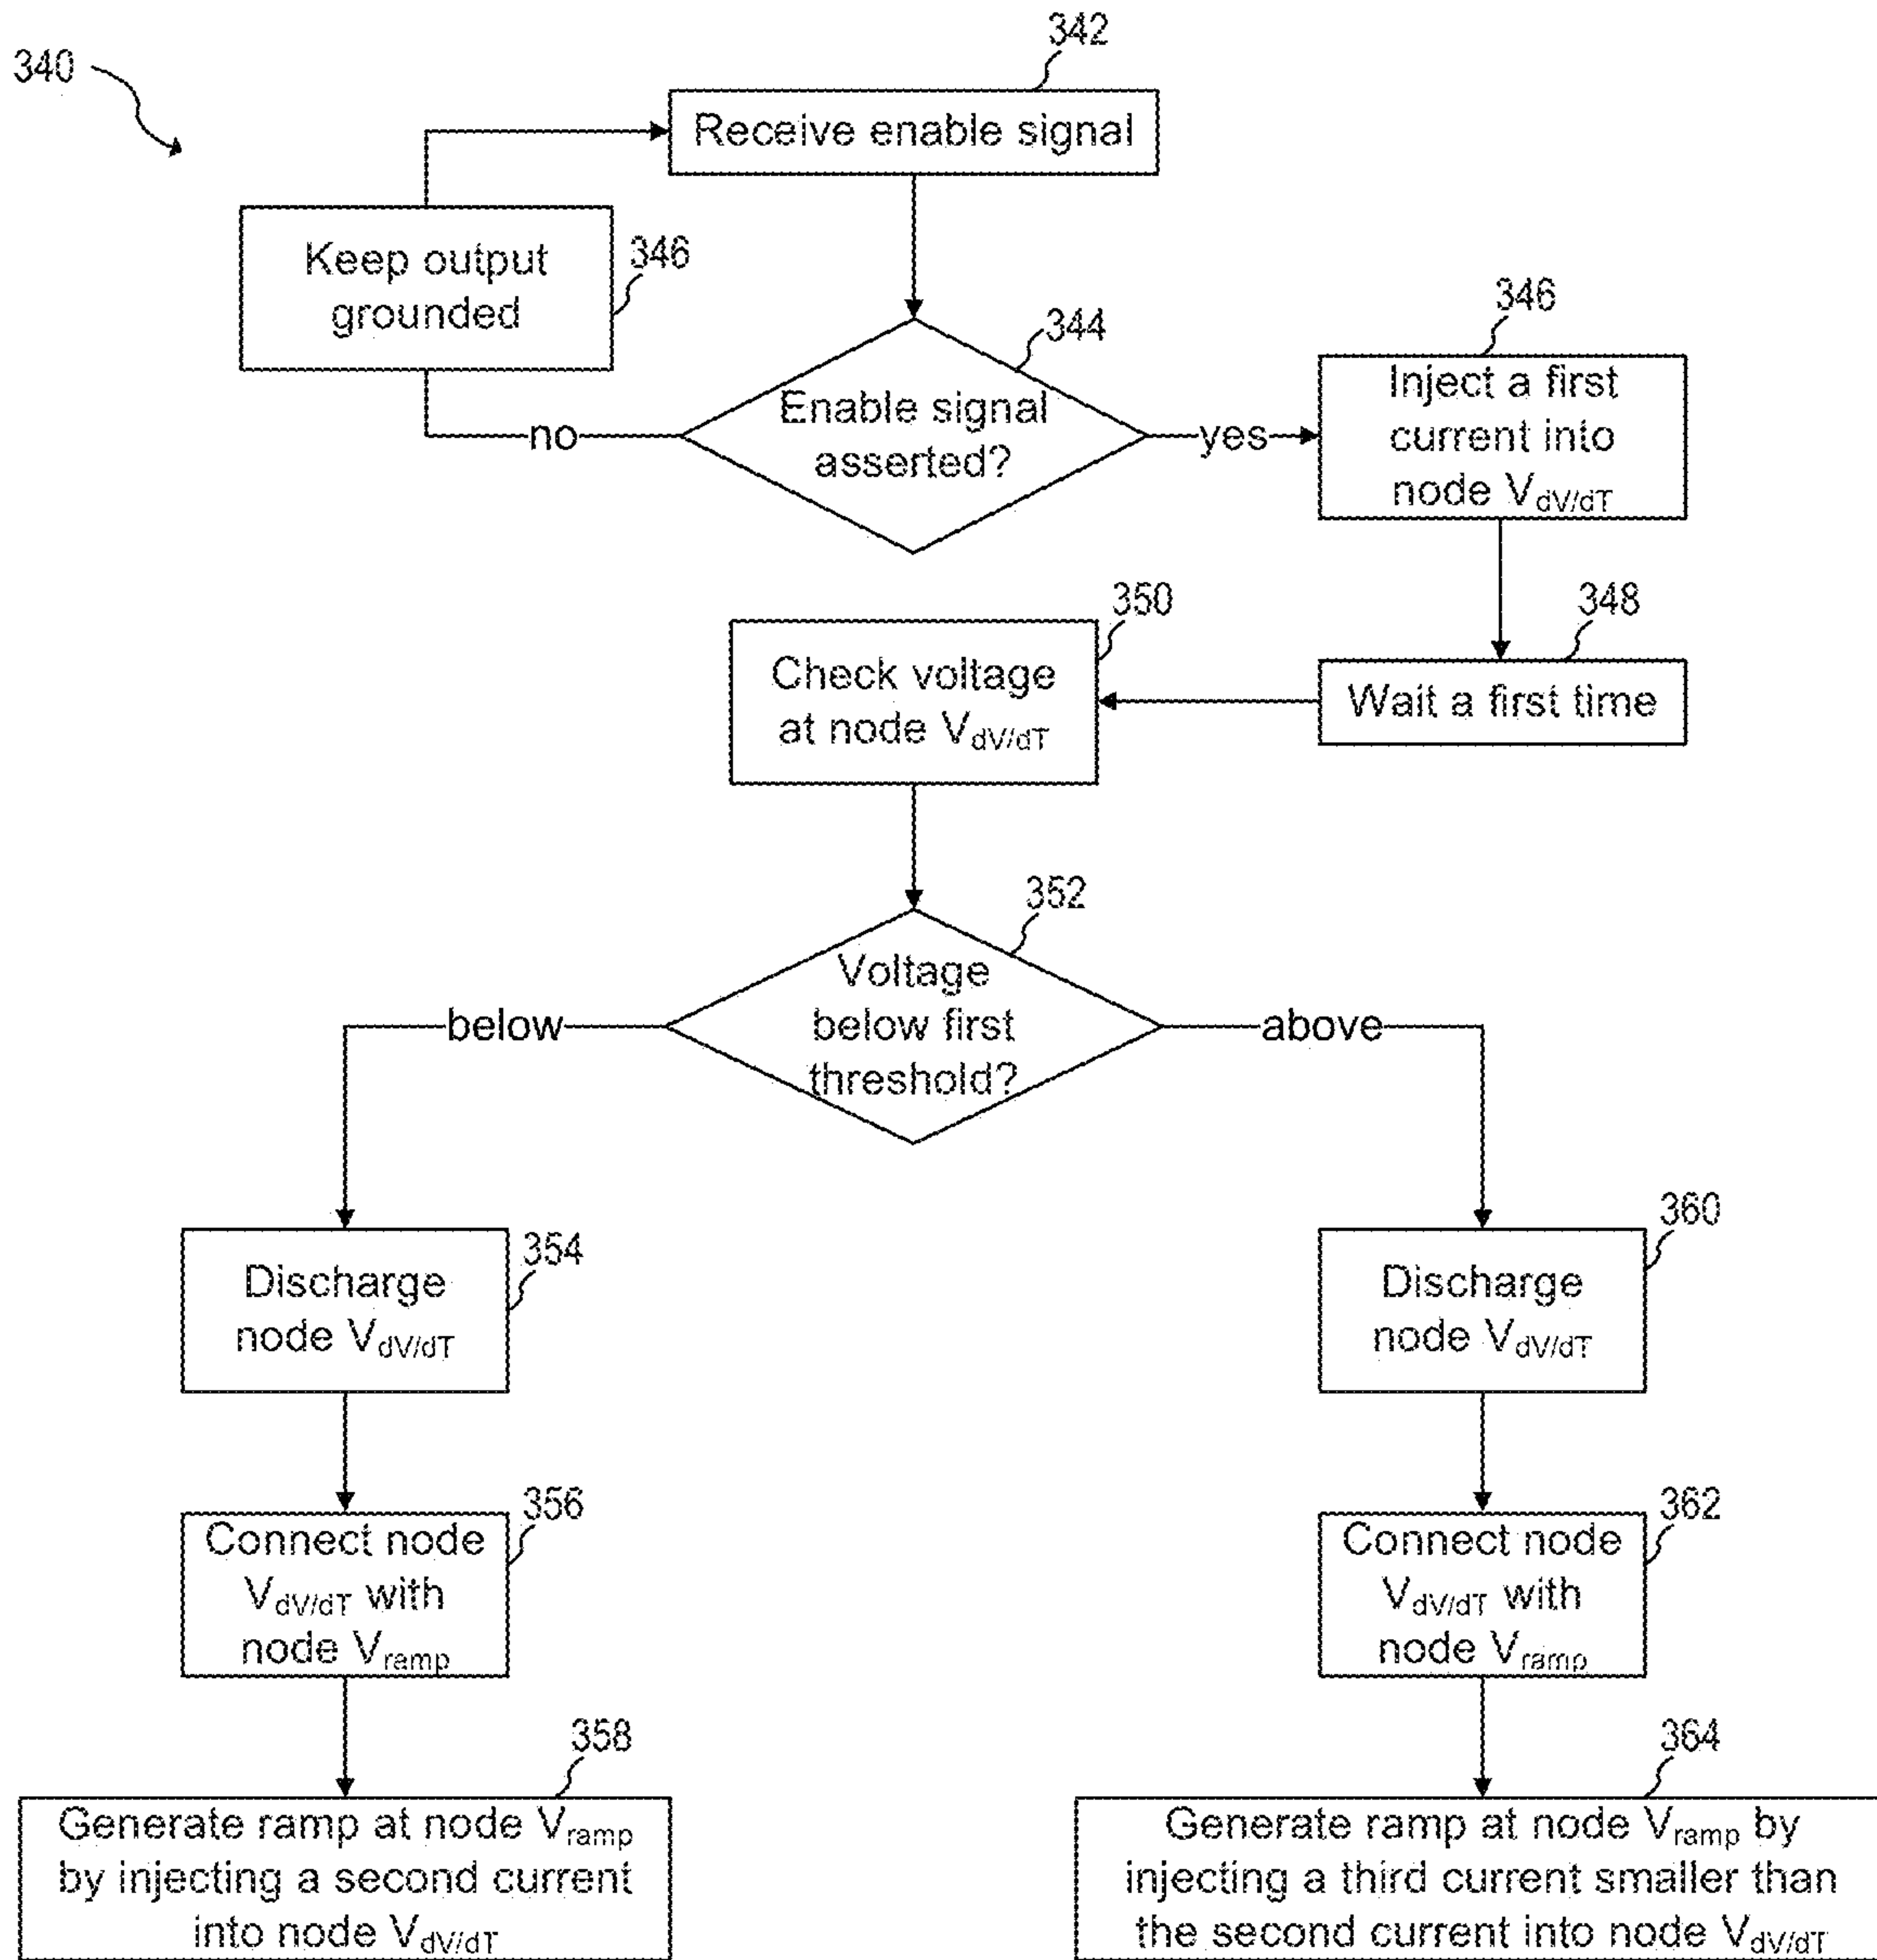 340
342
Receive enable signal
Keep output
grounded
346
344
Enable signal
asserted?
no
yes
346
Inject a first
current into
node VdV/dT
348
Wait a first time
350
Check voltage
at node VdV/dT
352
Voltage
below first
threshold?
below
above
354
Discharge
node VdV/dT
360
Discharge
node VdV/dT
356
Connect node
VdV/dT with
node Vramp
362
Connect node
VdV/dT with
node Vramp
358
Generate ramp at node Vramp
by injecting a second current
into node VdV/dT
364
Generate ramp at node Vramp by
injecting a third current smaller than
the second current into node VdV/dT